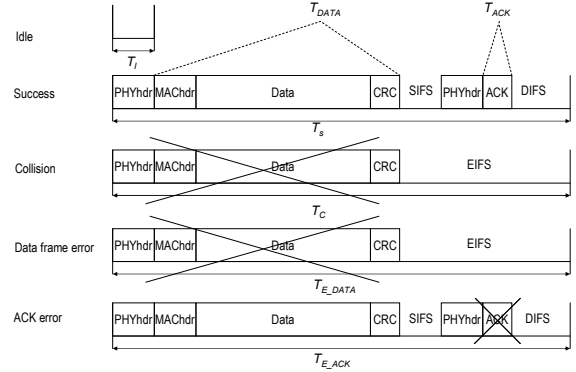 T_DATA T_ACK
Idle
T_I
Success PHYhdr MAChdr Data CRC SIFS PHYhdr ACK DIFS
T_s
Collision PHYhdr MAChdr Data CRC EIFS
T_C
Data frame error PHYhdr MAChdr Data CRC EIFS
T_E_DATA
ACK error PHYhdr MAChdr Data CRC SIFS PHYhdr ACK DIFS
T_E_ACK